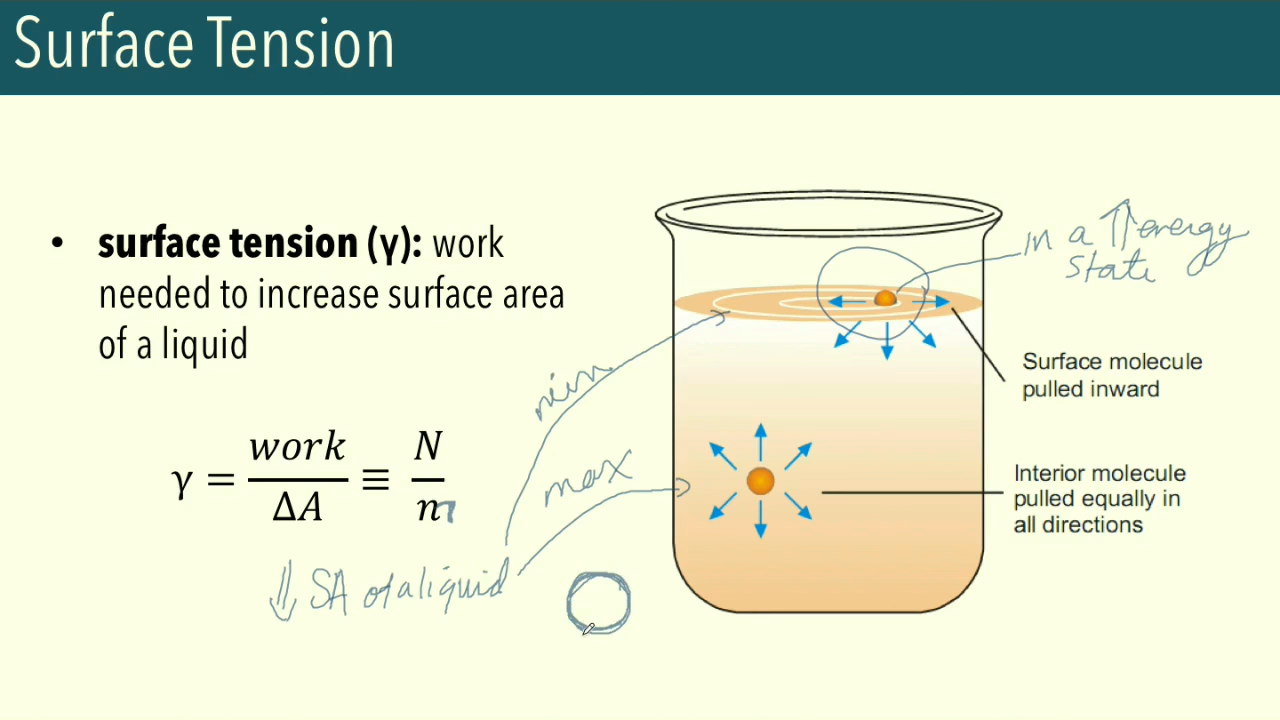 Surface Tension
• surface tension (γ): work
needed to increase surface area
of a liquid
γ = work/ΔA ≡ N/m
↓ SA of a liquid
min.
max
in a ↑ energy
state
Surface molecule
pulled inward
Interior molecule
pulled equally in
all directions